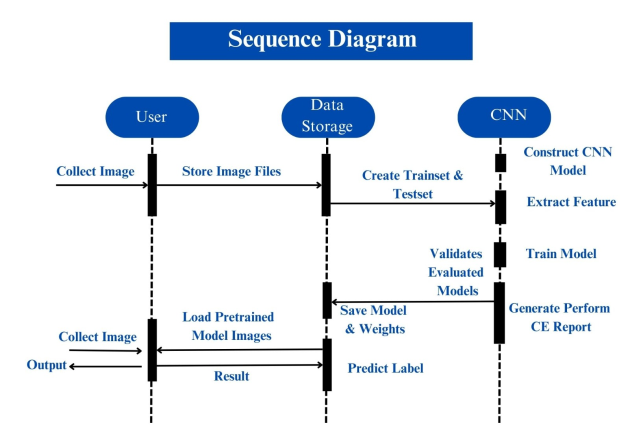 Sequence Diagram
User
Data
Storage
CNN
Construct CNN
Model
Collect Image
Store Image Files
Create Trainset &
Testset
Extract Feature
Validates
Evaluated
Models
Train Model
Save Model
& Weights
Generate Perform
CE Report
Load Pretrained
Model Images
Collect Image
Output
Result
Predict Label